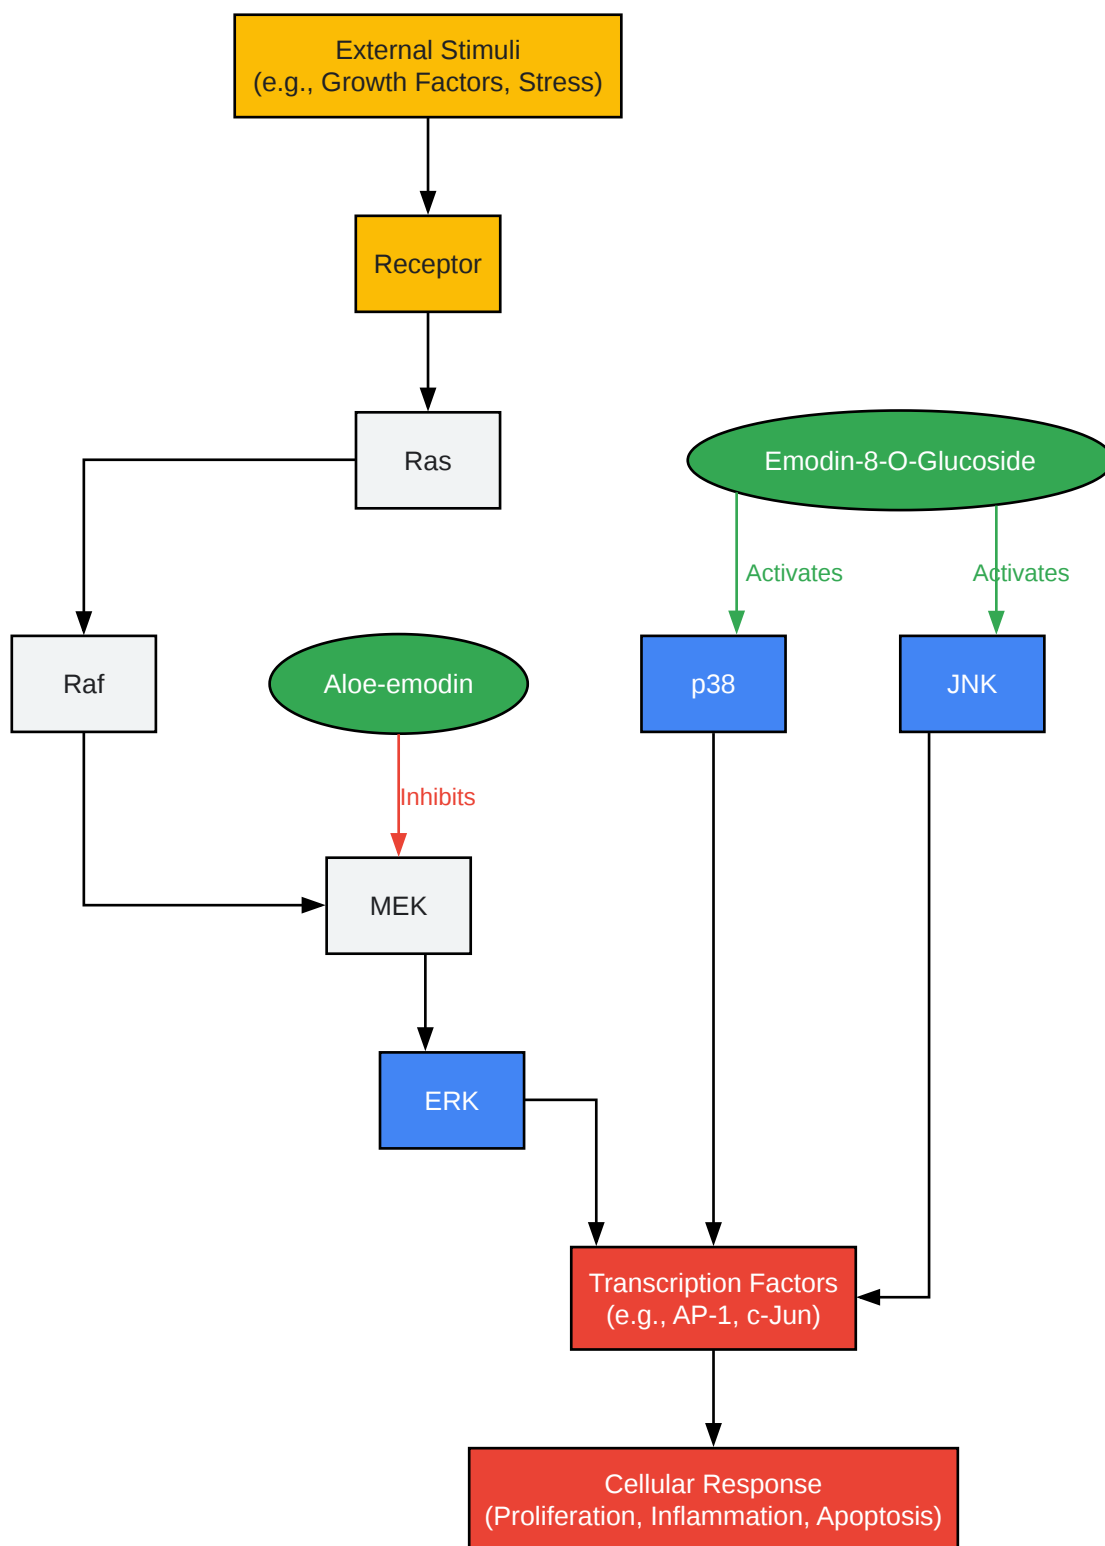 External Stimuli
(e.g., Growth Factors, Stress)
Receptor
Ras
Emodin-8-O-Glucoside
Activates
Activates
Raf
Aloe-emodin
p38
JNK
Inhibits
MEK
ERK
Transcription Factors
(e.g., AP-1, c-Jun)
Cellular Response
(Proliferation, Inflammation, Apoptosis)